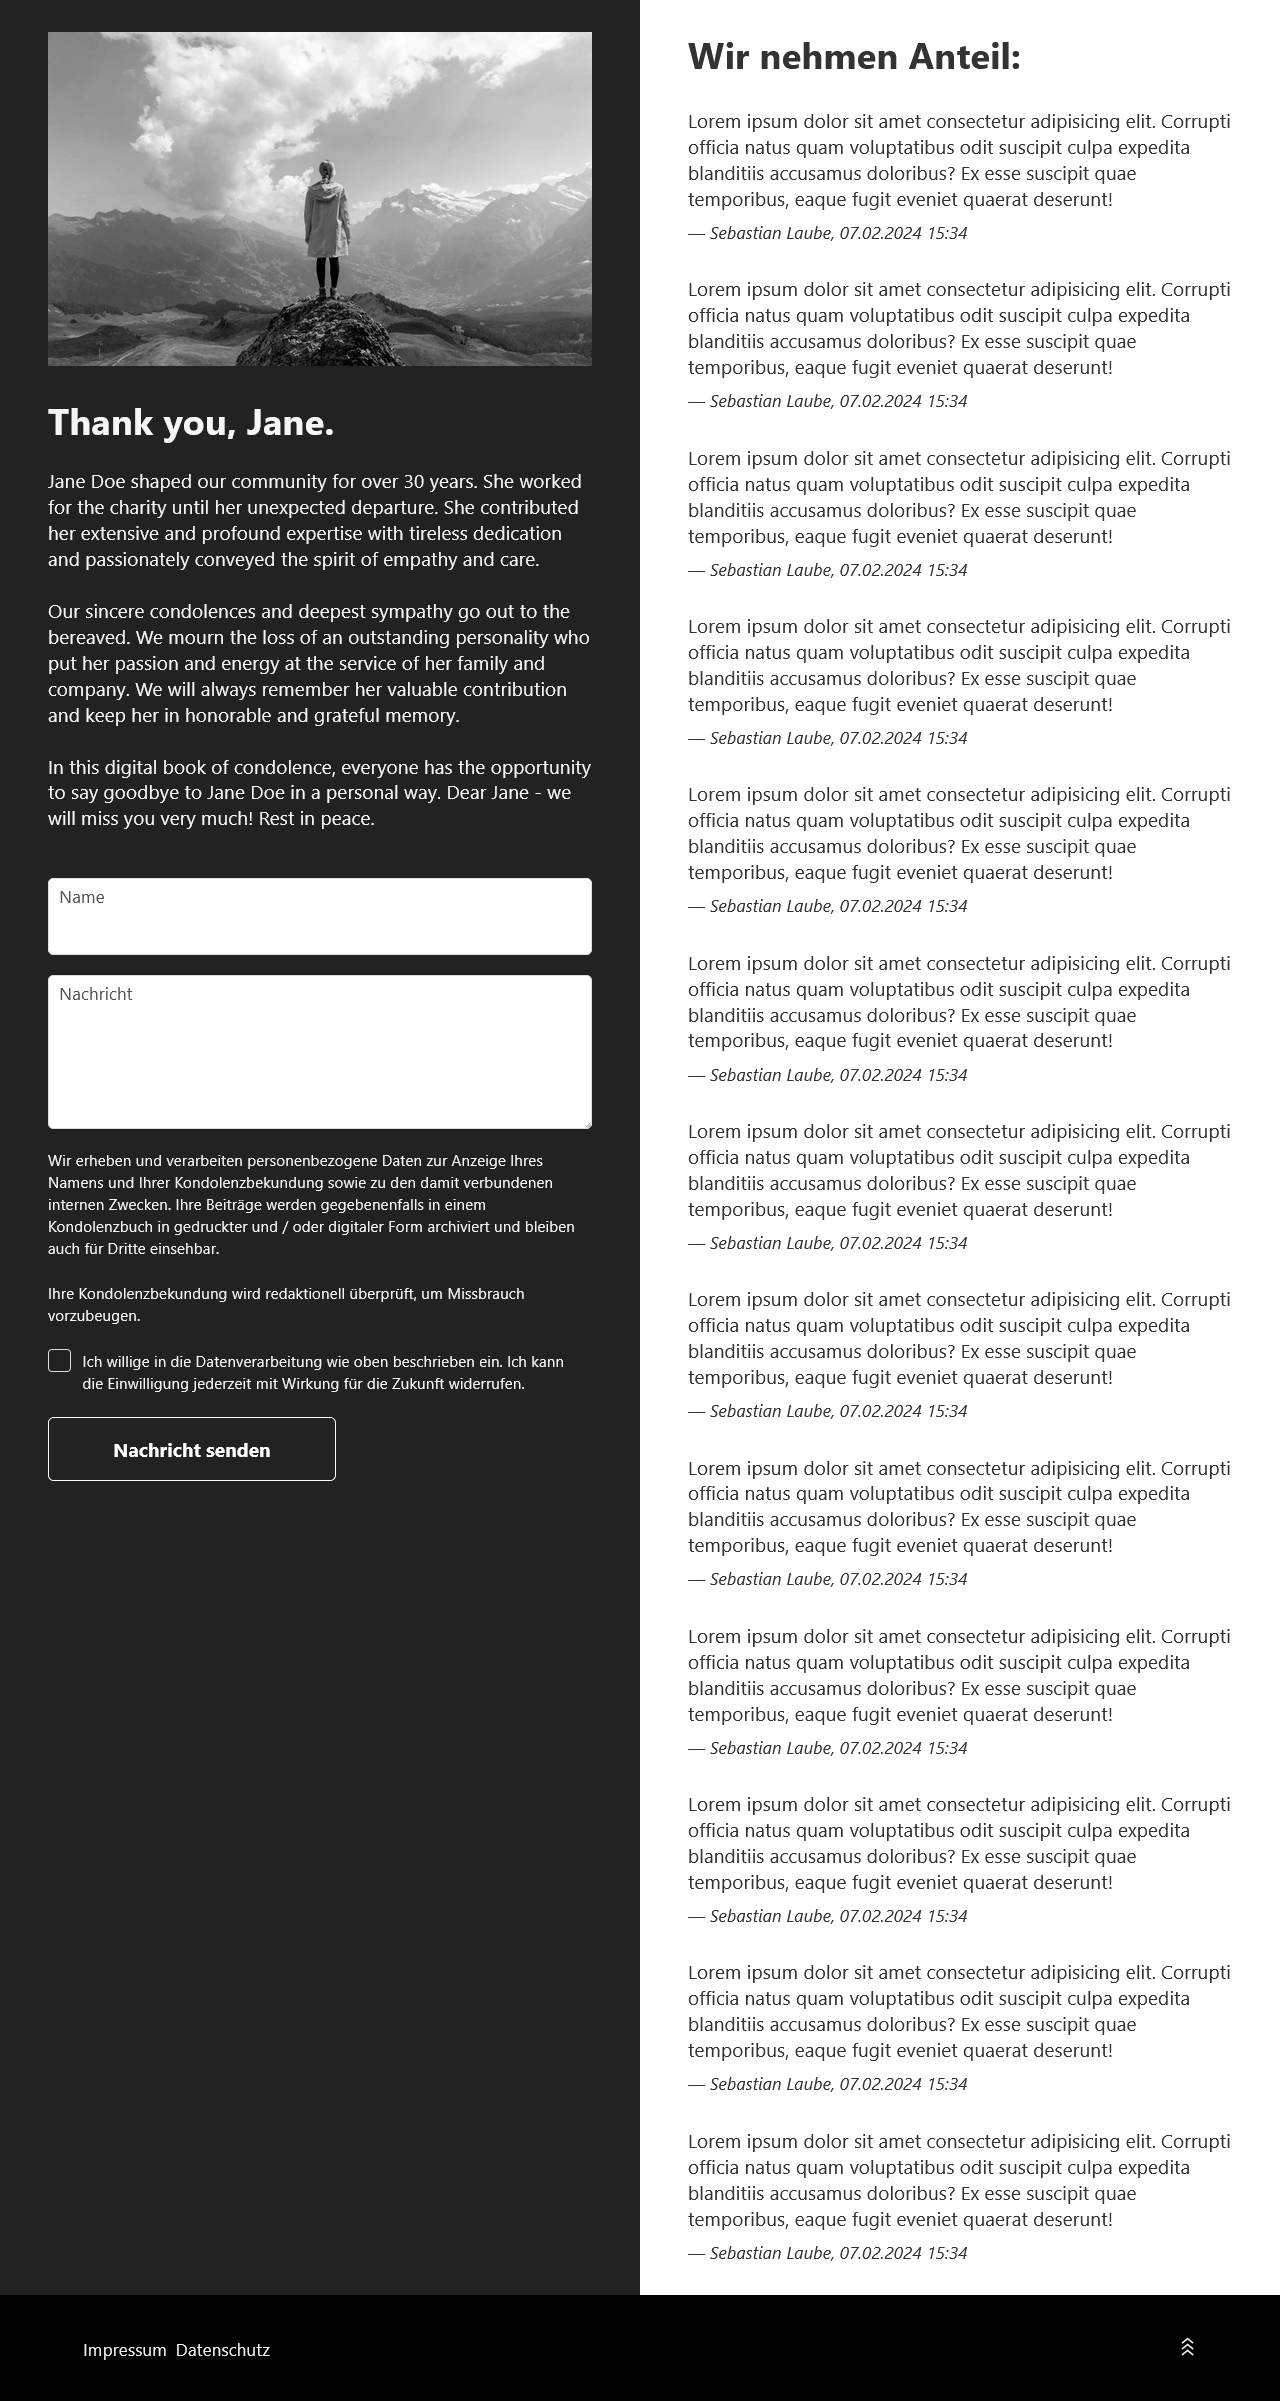 Thank you, Jane.
Jane Doe shaped our community for over 30 years. She worked
for the charity until her unexpected departure. She contributed
her extensive and profound expertise with tireless dedication
and passionately conveyed the spirit of empathy and care.
Our sincere condolences and deepest sympathy go out to the
bereaved. We mourn the loss of an outstanding personality who
put her passion and energy at the service of her family and
company. We will always remember her valuable contribution
and keep her in honorable and grateful memory.
In this digital book of condolence, everyone has the opportunity
to say goodbye to Jane Doe in a personal way. Dear Jane - we
will miss you very much! Rest in peace.
Name
Nachricht
Wir erheben und verarbeiten personenbezogene Daten zur Anzeige Ihres
Namens und Ihrer Kondolenzbekundung sowie zu den damit verbundenen
internen Zwecken. Ihre Beiträge werden gegebenenfalls in einem
Kondolenzbuch in gedruckter und / oder digitaler Form archiviert und bleiben
auch für Dritte einsehbar.
Ihre Kondolenzbekundung wird redaktionell überprüft, um Missbrauch
vorzubeugen.
Ich willige in die Datenverarbeitung wie oben beschrieben ein. Ich kann
die Einwilligung jederzeit mit Wirkung für die Zukunft widerrufen.
Nachricht senden
Wir nehmen Anteil:
Lorem ipsum dolor sit amet consectetur adipisicing elit. Corrupti
officia natus quam voluptatibus odit suscipit culpa expedita
blanditiis accusamus doloribus? Ex esse suscipit quae
temporibus, eaque fugit eveniet quaerat deserunt!
— Sebastian Laube, 07.02.2024 15:34
Lorem ipsum dolor sit amet consectetur adipisicing elit. Corrupti
officia natus quam voluptatibus odit suscipit culpa expedita
blanditiis accusamus doloribus? Ex esse suscipit quae
temporibus, eaque fugit eveniet quaerat deserunt!
— Sebastian Laube, 07.02.2024 15:34
Lorem ipsum dolor sit amet consectetur adipisicing elit. Corrupti
officia natus quam voluptatibus odit suscipit culpa expedita
blanditiis accusamus doloribus? Ex esse suscipit quae
temporibus, eaque fugit eveniet quaerat deserunt!
— Sebastian Laube, 07.02.2024 15:34
Lorem ipsum dolor sit amet consectetur adipisicing elit. Corrupti
officia natus quam voluptatibus odit suscipit culpa expedita
blanditiis accusamus doloribus? Ex esse suscipit quae
temporibus, eaque fugit eveniet quaerat deserunt!
— Sebastian Laube, 07.02.2024 15:34
Lorem ipsum dolor sit amet consectetur adipisicing elit. Corrupti
officia natus quam voluptatibus odit suscipit culpa expedita
blanditiis accusamus doloribus? Ex esse suscipit quae
temporibus, eaque fugit eveniet quaerat deserunt!
— Sebastian Laube, 07.02.2024 15:34
Lorem ipsum dolor sit amet consectetur adipisicing elit. Corrupti
officia natus quam voluptatibus odit suscipit culpa expedita
blanditiis accusamus doloribus? Ex esse suscipit quae
temporibus, eaque fugit eveniet quaerat deserunt!
— Sebastian Laube, 07.02.2024 15:34
Lorem ipsum dolor sit amet consectetur adipisicing elit. Corrupti
officia natus quam voluptatibus odit suscipit culpa expedita
blanditiis accusamus doloribus? Ex esse suscipit quae
temporibus, eaque fugit eveniet quaerat deserunt!
— Sebastian Laube, 07.02.2024 15:34
Lorem ipsum dolor sit amet consectetur adipisicing elit. Corrupti
officia natus quam voluptatibus odit suscipit culpa expedita
blanditiis accusamus doloribus? Ex esse suscipit quae
temporibus, eaque fugit eveniet quaerat deserunt!
— Sebastian Laube, 07.02.2024 15:34
Lorem ipsum dolor sit amet consectetur adipisicing elit. Corrupti
officia natus quam voluptatibus odit suscipit culpa expedita
blanditiis accusamus doloribus? Ex esse suscipit quae
temporibus, eaque fugit eveniet quaerat deserunt!
— Sebastian Laube, 07.02.2024 15:34
Lorem ipsum dolor sit amet consectetur adipisicing elit. Corrupti
officia natus quam voluptatibus odit suscipit culpa expedita
blanditiis accusamus doloribus? Ex esse suscipit quae
temporibus, eaque fugit eveniet quaerat deserunt!
— Sebastian Laube, 07.02.2024 15:34
Lorem ipsum dolor sit amet consectetur adipisicing elit. Corrupti
officia natus quam voluptatibus odit suscipit culpa expedita
blanditiis accusamus doloribus? Ex esse suscipit quae
temporibus, eaque fugit eveniet quaerat deserunt!
— Sebastian Laube, 07.02.2024 15:34
Lorem ipsum dolor sit amet consectetur adipisicing elit. Corrupti
officia natus quam voluptatibus odit suscipit culpa expedita
blanditiis accusamus doloribus? Ex esse suscipit quae
temporibus, eaque fugit eveniet quaerat deserunt!
— Sebastian Laube, 07.02.2024 15:34
Lorem ipsum dolor sit amet consectetur adipisicing elit. Corrupti
officia natus quam voluptatibus odit suscipit culpa expedita
blanditiis accusamus doloribus? Ex esse suscipit quae
temporibus, eaque fugit eveniet quaerat deserunt!
— Sebastian Laube, 07.02.2024 15:34
Impressum Datenschutz